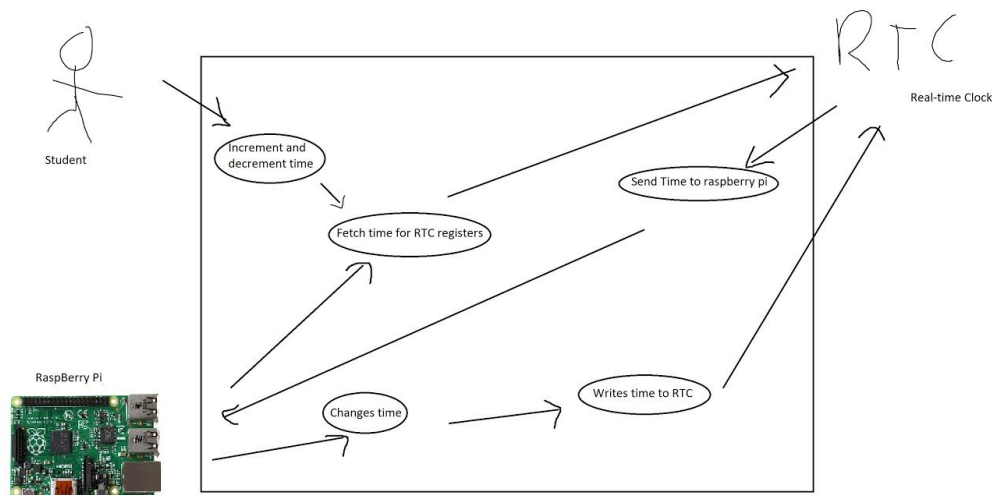 RTC
Real-time Clock
Student
Increment and
decrement time
Send Time to raspberry pi
Fetch time for RTC registers
RaspBerry Pi
Changes time
Writes time to RTC